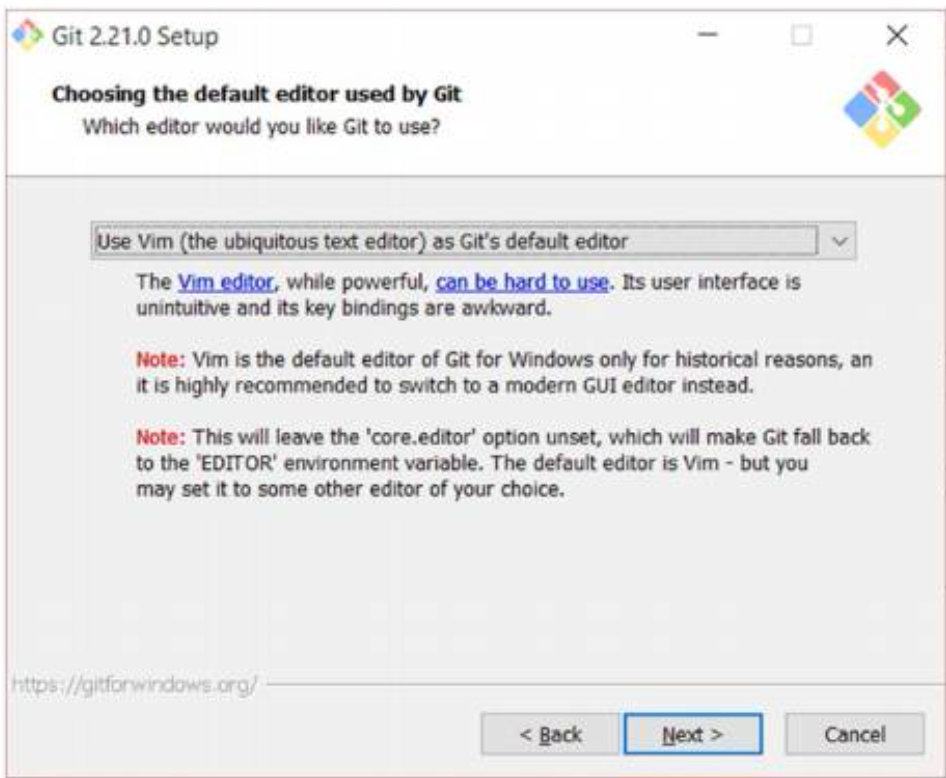 Git 2.21.0 Setup
Choosing the default editor used by Git
Which editor would you like Git to use?
Use Vim (the ubiquitous text editor) as Git's default editor
The Vim editor, while powerful, can be hard to use. Its user interface is
unintuitive and its key bindings are awkward.
Note: Vim is the default editor of Git for Windows only for historical reasons, an
it is highly recommended to switch to a modern GUI editor instead.
Note: This will leave the 'core.editor' option unset, which will make Git fall back
to the 'EDITOR' environment variable. The default editor is Vim - but you
may set it to some other editor of your choice.
https://gitforwindows.org/
< Back
Next >
Cancel